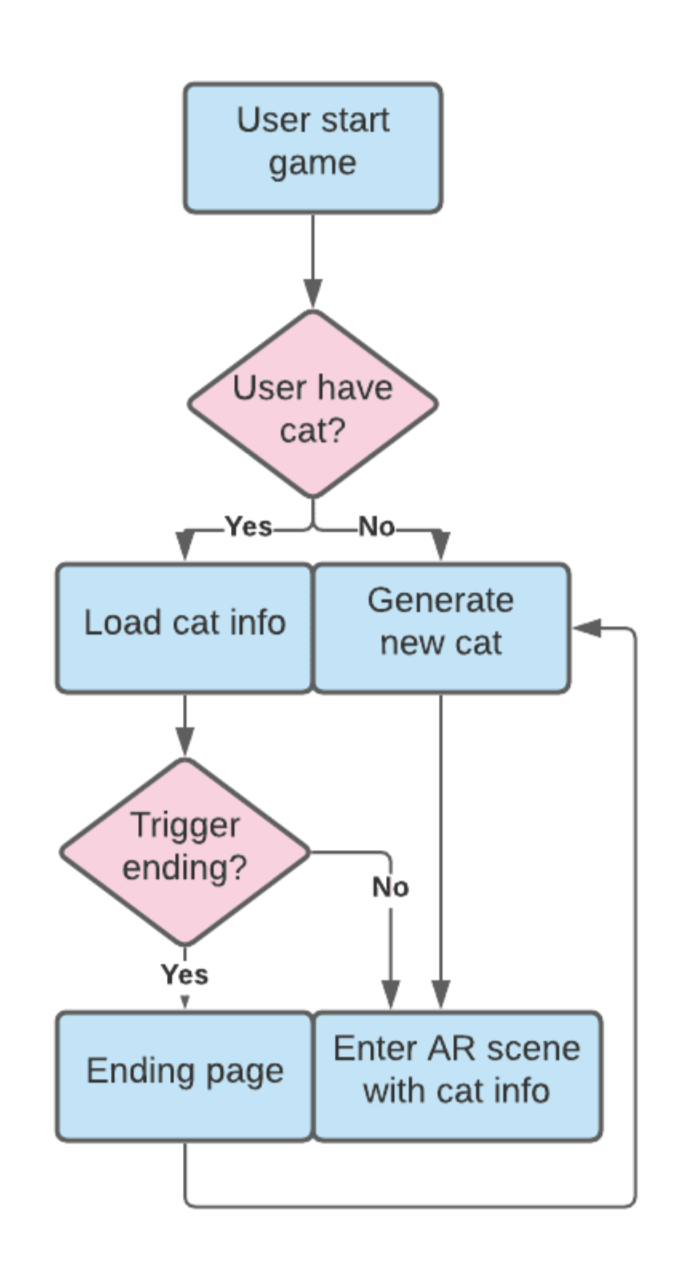 User start
game
User have
cat?
Yes
No
Load cat info
Generate
new cat
Trigger
ending?
No
Yes
Ending page
Enter AR scene
with cat info